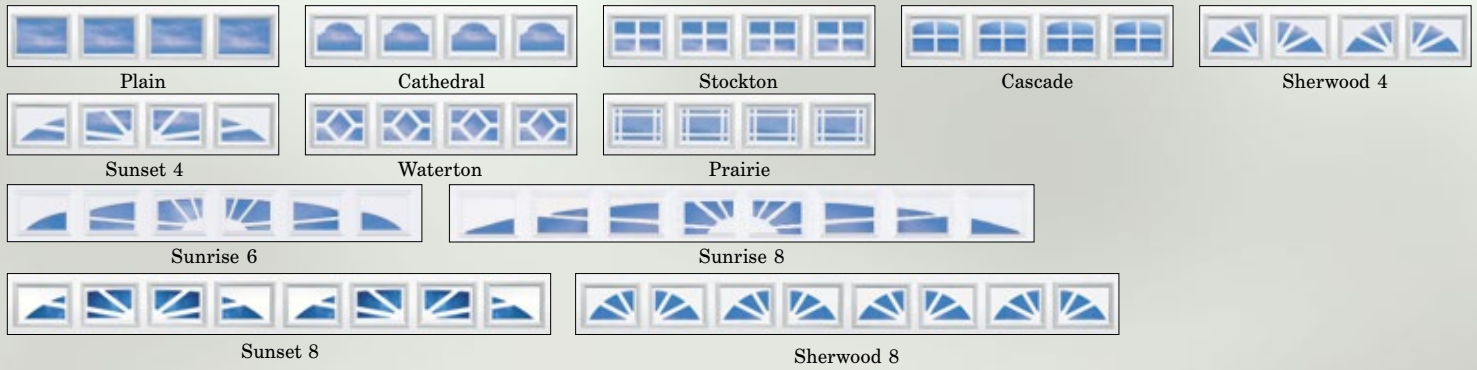 Plain
Cathedral
Stockton
Cascade
Sherwood 4
Sunset 4
Waterton
Prairie
Sunrise 6
Sunrise 8
Sunset 8
Sherwood 8